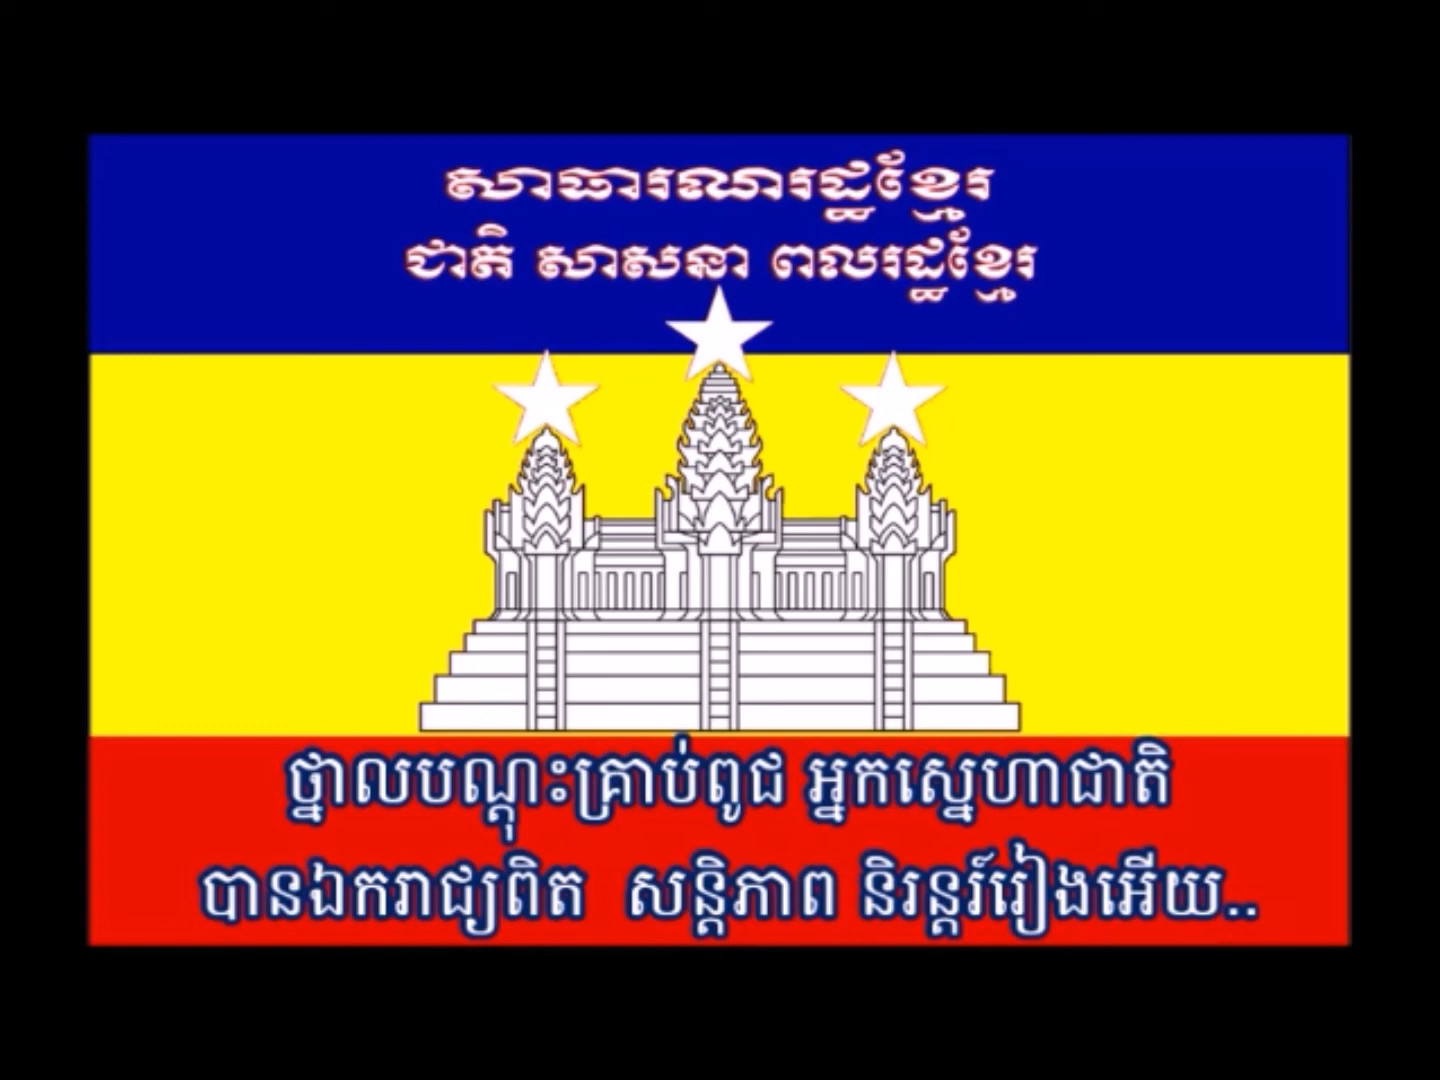 សាធារណរដ្ឋខ្មែរ
ជាតិ សាសនា ពលរដ្ឋខ្មែរ
ថ្នាលបណ្តុះគ្រាប់ពូជ អ្នកស្នេហាជាតិ
បានឯករាជ្យពិត សន្តិភាព និរន្តរ៍រៀងអើយ..